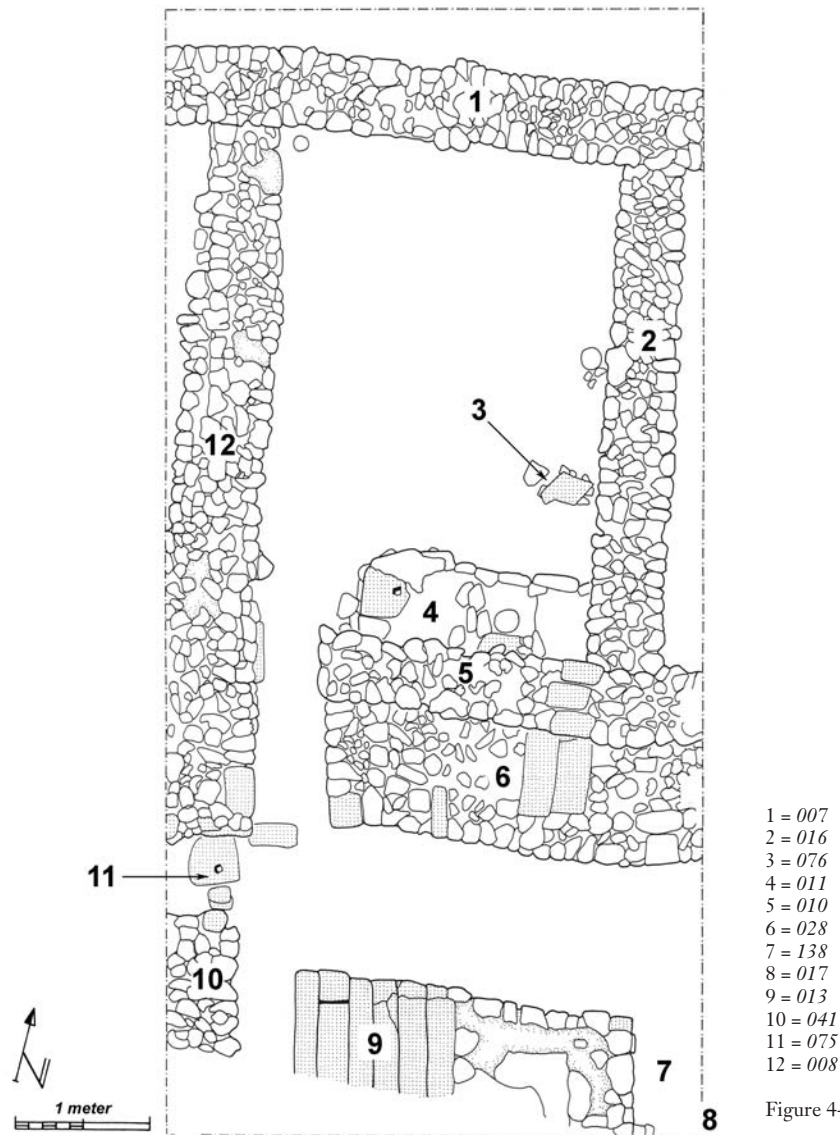 1
2
3
12
4
5
6
11
10
9
7
8
1 meter
1 = 007
2 = 016
3 = 076
4 = 011
5 = 010
6 = 028
7 = 138
8 = 017
9 = 013
10 = 041
11 = 075
12 = 008
Figure 4-